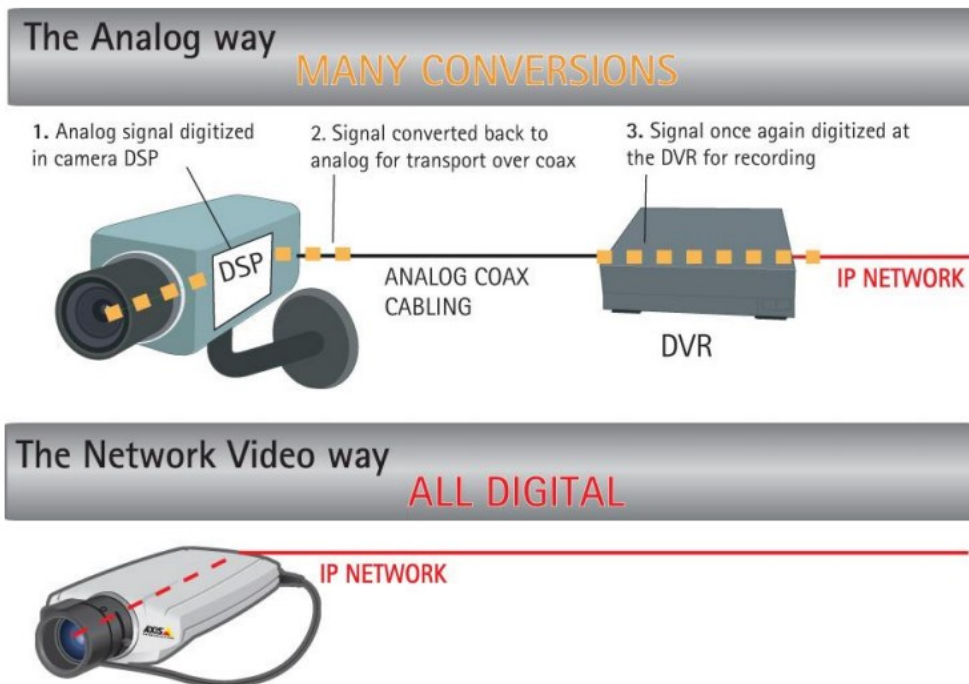 The Analog way
MANY CONVERSIONS
1. Analog signal digitized
in camera DSP
2. Signal converted back to
analog for transport over coax
3. Signal once again digitized at
the DVR for recording
DSP
ANALOG COAX
CABLING
IP NETWORK
DVR
The Network Video way
ALL DIGITAL
IP NETWORK
AXIS